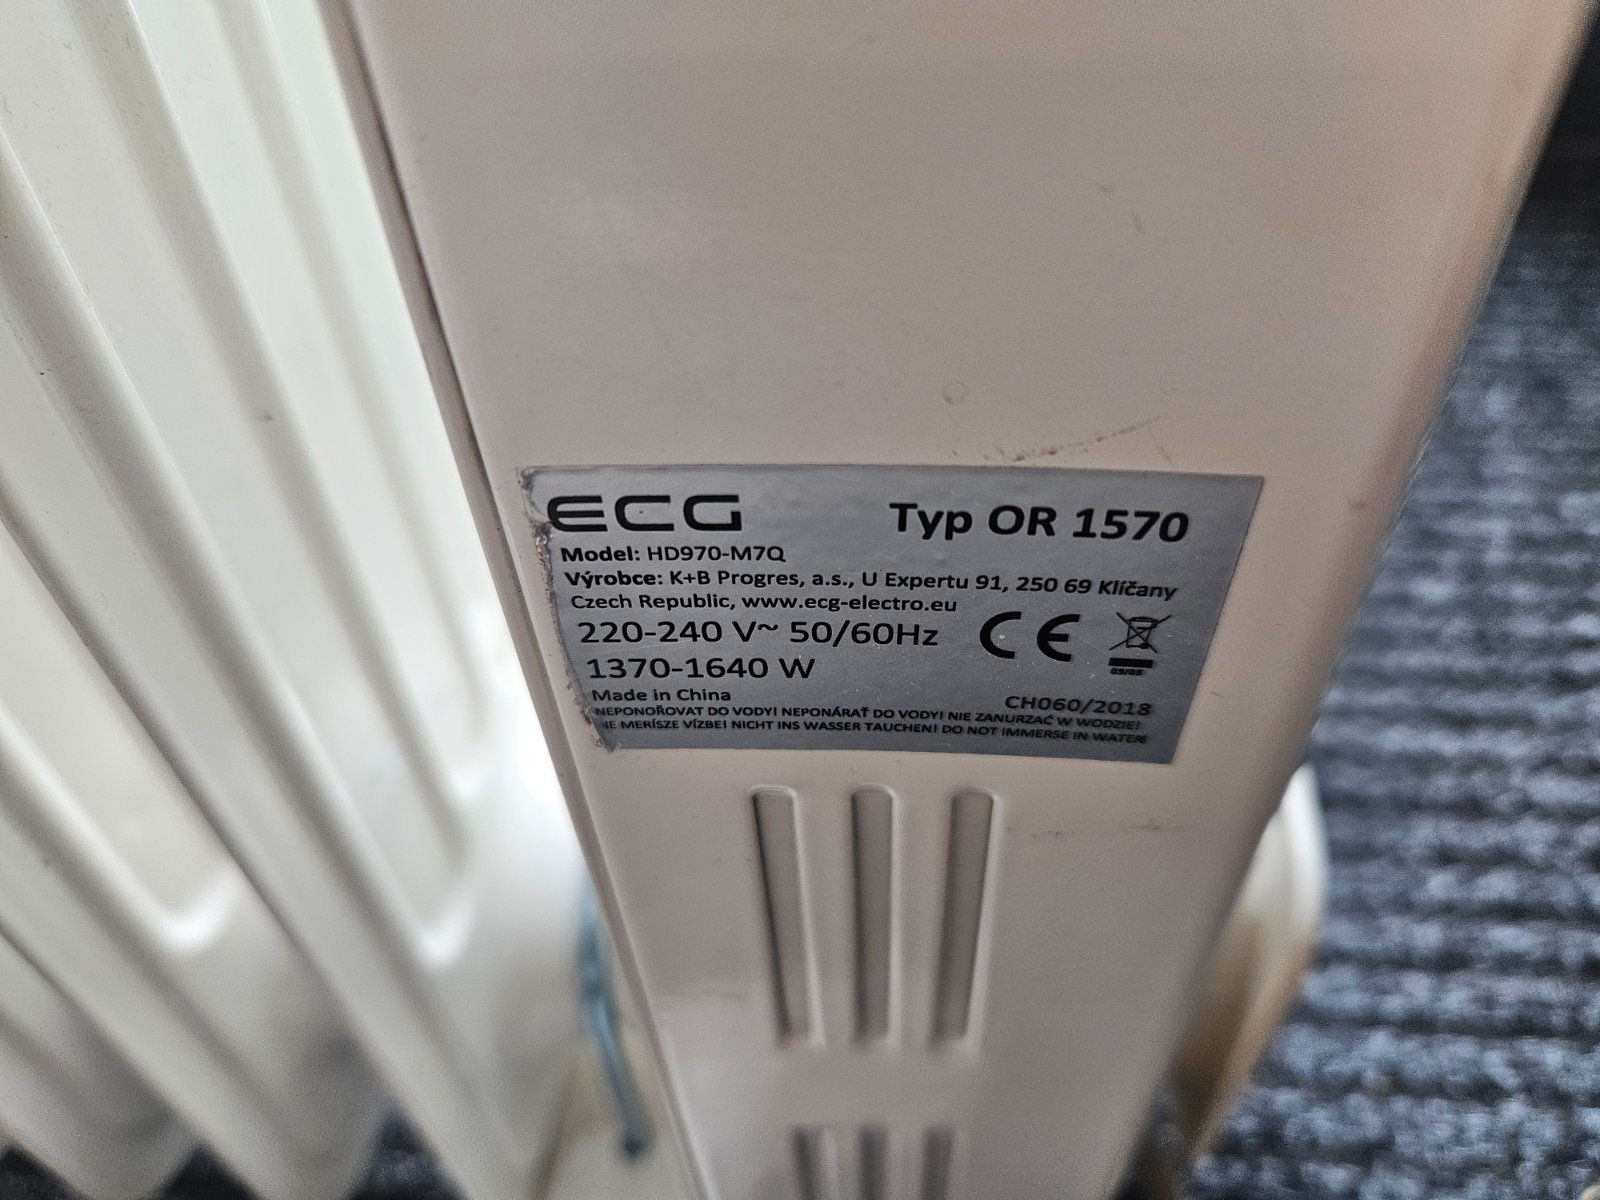 ECG Typ OR 1570
Model: HD970-M7Q
Výrobce: K+B Progres, a.s., U Expertu 91, 250 69 Klíčany
Czech Republic, www.ecg-electro.eu
220-240 V~ 50/60Hz CE
1370-1640 W
Made in China CH060/2018
NEPONOŘOVAT DO VODY! NEPONÁRAŤ DO VODY! NIE ZANURZAĆ W WODZIE!
NE MERÍSZE VÍZBE! NICHT INS WASSER TAUCHEN! DO NOT IMMERSE IN WATER!